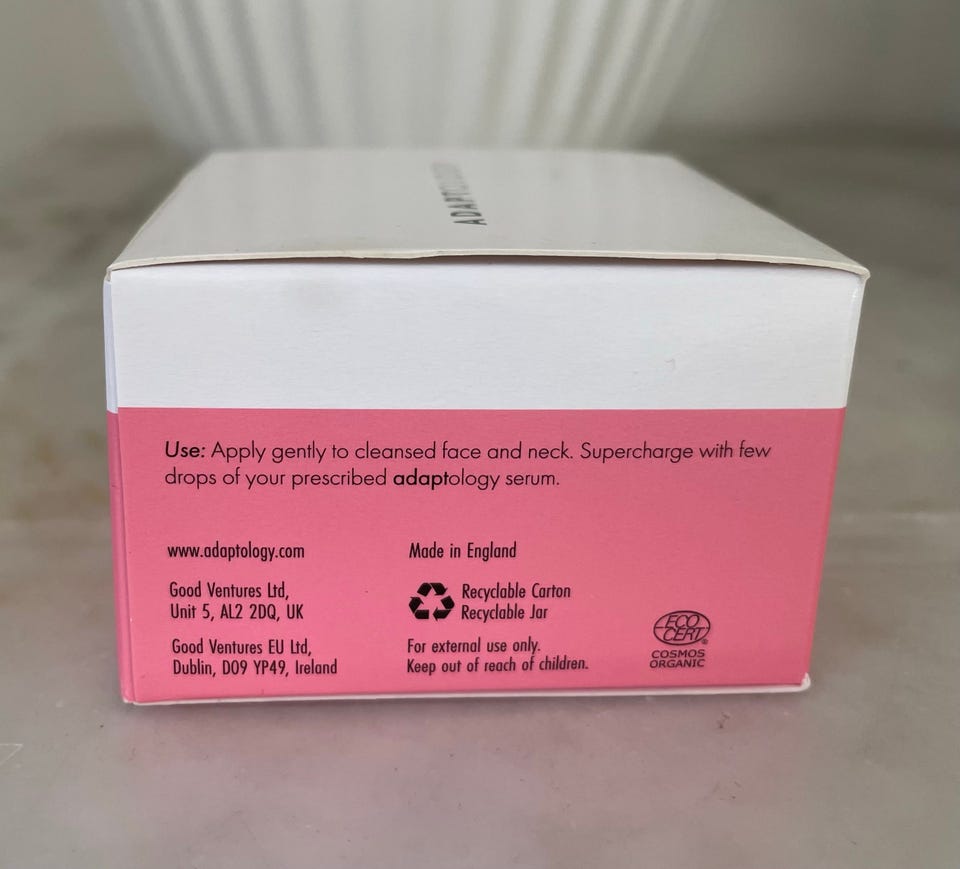 ADAPTOLOGY
Use: Apply gently to cleansed face and neck. Supercharge with few
drops of your prescribed adaptology serum.
www.adaptology.com
Good Ventures Ltd,
Unit 5, AL2 2DQ, UK
Good Ventures EU Ltd,
Dublin, D09 YP49, Ireland
Made in England
Recyclable Carton
Recyclable Jar
For external use only.
Keep out of reach of children.
ECO
CERT®
COSMOS
ORGANIC